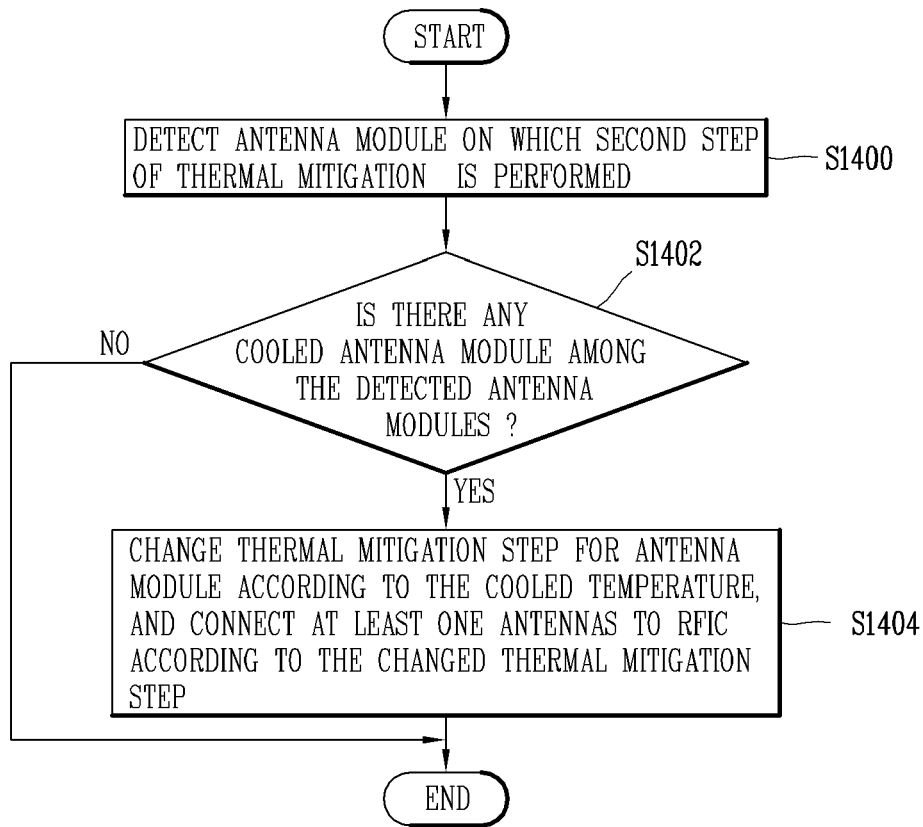 START
DETECT ANTENNA MODULE ON WHICH SECOND STEP
OF THERMAL MITIGATION IS PERFORMED
S1400
S1402
IS THERE ANY
COOLED ANTENNA MODULE AMONG
THE DETECTED ANTENNA
MODULES ?
NO
YES
CHANGE THERMAL MITIGATION STEP FOR ANTENNA
MODULE ACCORDING TO THE COOLED TEMPERATURE,
AND CONNECT AT LEAST ONE ANTENNAS TO RFIC
ACCORDING TO THE CHANGED THERMAL MITIGATION
STEP
S1404
END